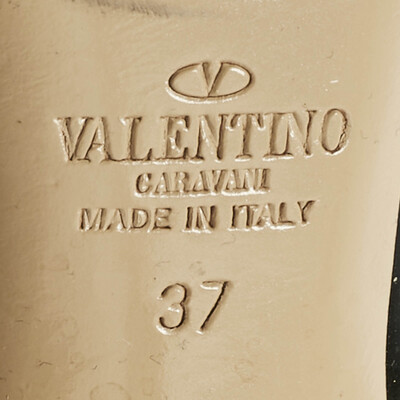 V
VALENTINO
GARAVANI
MADE IN ITALY
37